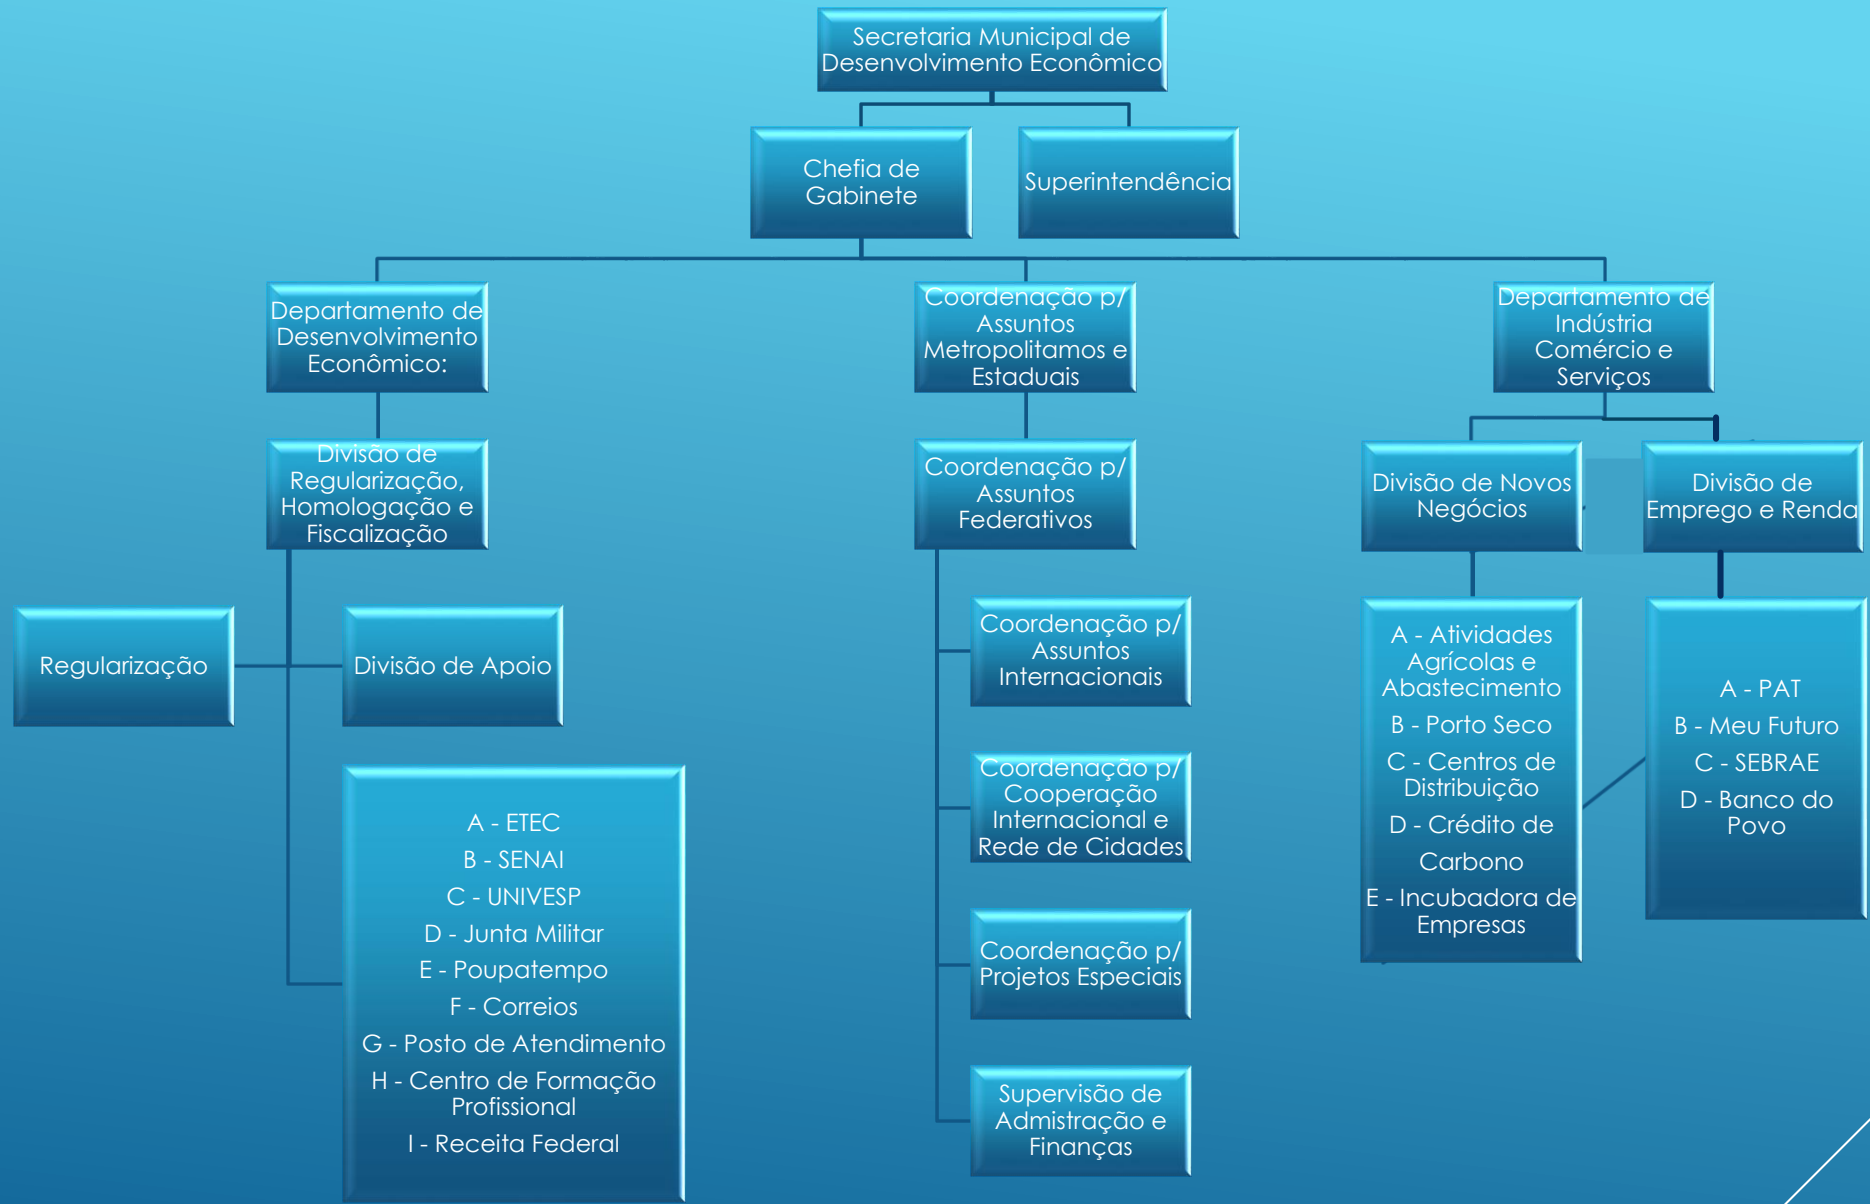 Secretaria Municipal de
Desenvolvimento Econômico
Chefia de
Gabinete
Superintendência
Departamento de
Desenvolvimento
Econômico:
Coordenação p/
Assuntos
Metropolitamos e
Estaduais
Departamento de
Indústria
Comércio e
Serviços
Divisão de
Regularização,
Homologação e
Fiscalização
Coordenação p/
Assuntos
Federativos
Divisão de Novos
Negócios
Divisão de
Emprego e Renda
Regularização
Divisão de Apoio
A - ETEC
B - SENAI
C - UNIVESP
D - Junta Militar
E - Poupatempo
F - Correios
G - Posto de Atendimento
H - Centro de Formação
Profissional
I - Receita Federal
Coordenação p/
Assuntos
Internacionais
Coordenação p/
Cooperação
Internacional e
Rede de Cidades
Coordenação p/
Projetos Especiais
Supervisão de
Admistração e
Finanças
A - Atividades
Agrícolas e
Abastecimento
B - Porto Seco
C - Centros de
Distribuição
D - Crédito de
Carbono
E - Incubadora de
Empresas
A - PAT
B - Meu Futuro
C - SEBRAE
D - Banco do
Povo